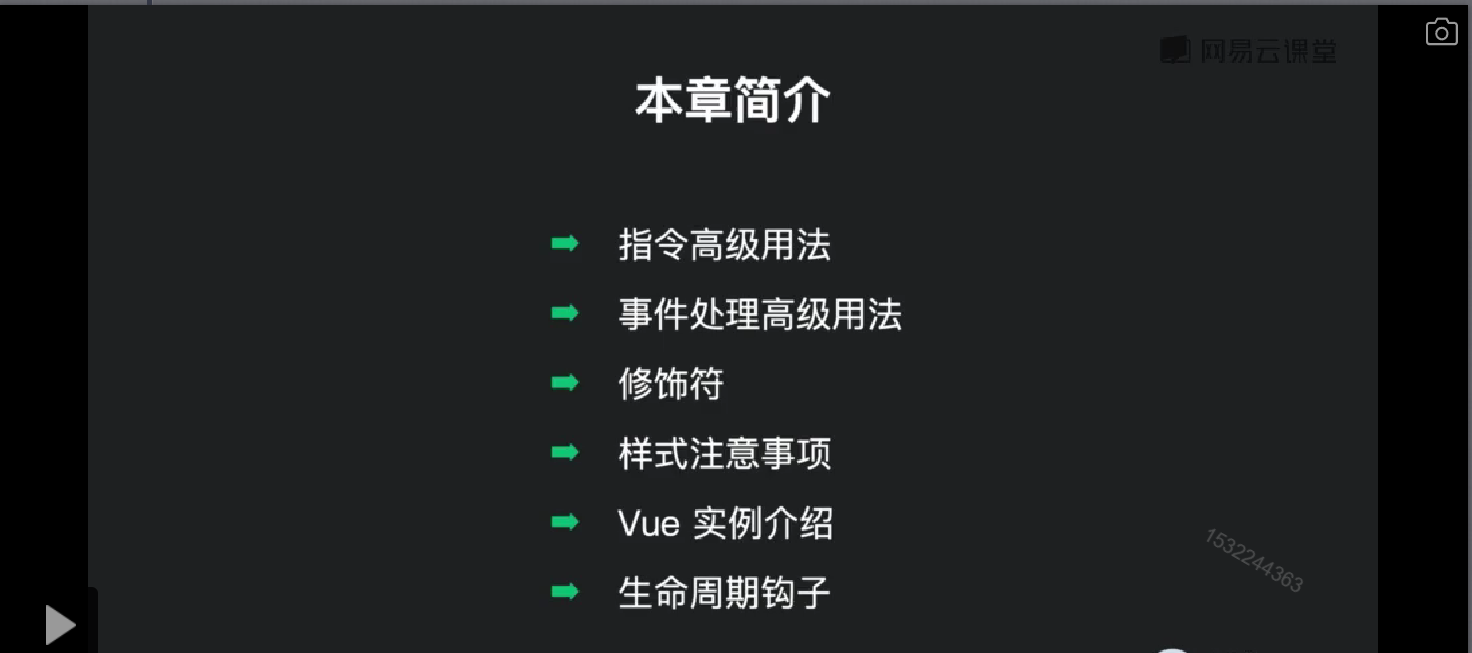 网易云课堂
本章简介
指令高级用法
事件处理高级用法
修饰符
样式注意事项
Vue 实例介绍
生命周期钩子
1532244363